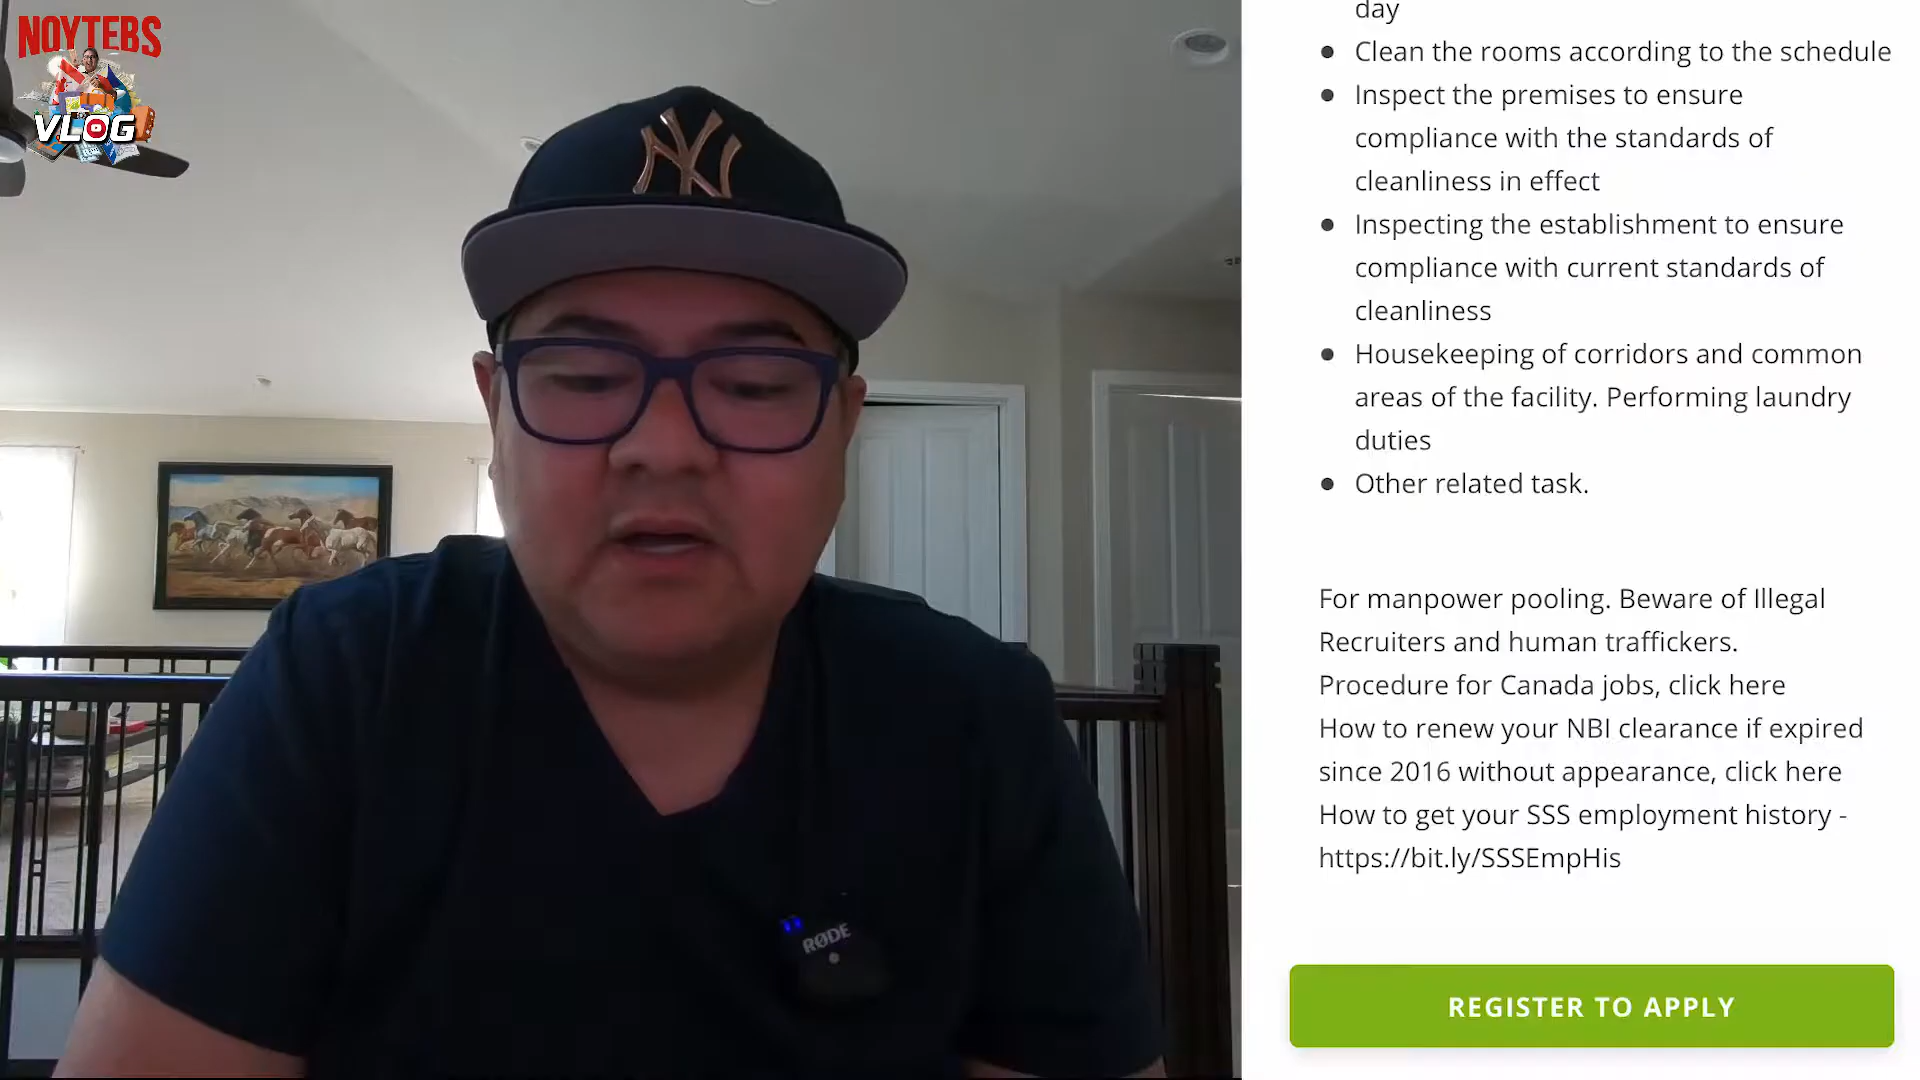 NOYTEBS
VLOG
NY
RØDE
day
Clean the rooms according to the schedule
Inspect the premises to ensure
compliance with the standards of
cleanliness in effect
Inspecting the establishment to ensure
compliance with current standards of
cleanliness
Housekeeping of corridors and common
areas of the facility. Performing laundry
duties
Other related task.
For manpower pooling. Beware of Illegal
Recruiters and human traffickers.
Procedure for Canada jobs, click here
How to renew your NBI clearance if expired
since 2016 without appearance, click here
How to get your SSS employment history -
https://bit.ly/SSSEmpHis
REGISTER TO APPLY